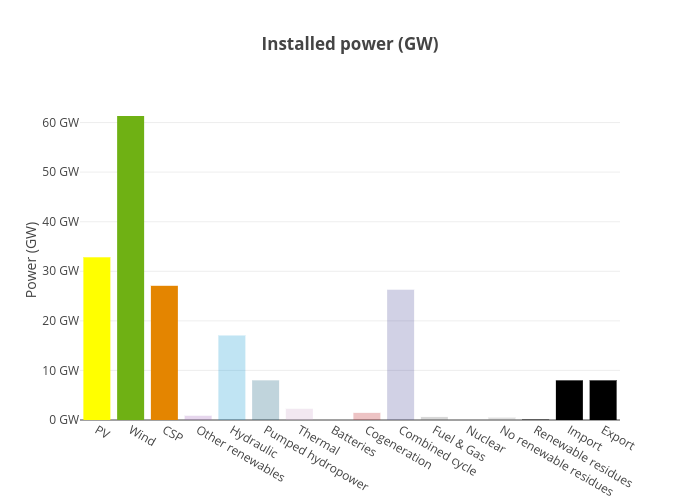 Installed power (GW)
Power (GW)
60 GW
50 GW
40 GW
30 GW
20 GW
10 GW
0 GW
PV
Wind
CSP
Other renewables
Hydraulic
Pumped hydropower
Thermal
Batteries
Cogeneration
Combined cycle
Fuel & Gas
Nuclear
No renewable residues
Renewable residues
Import
Export